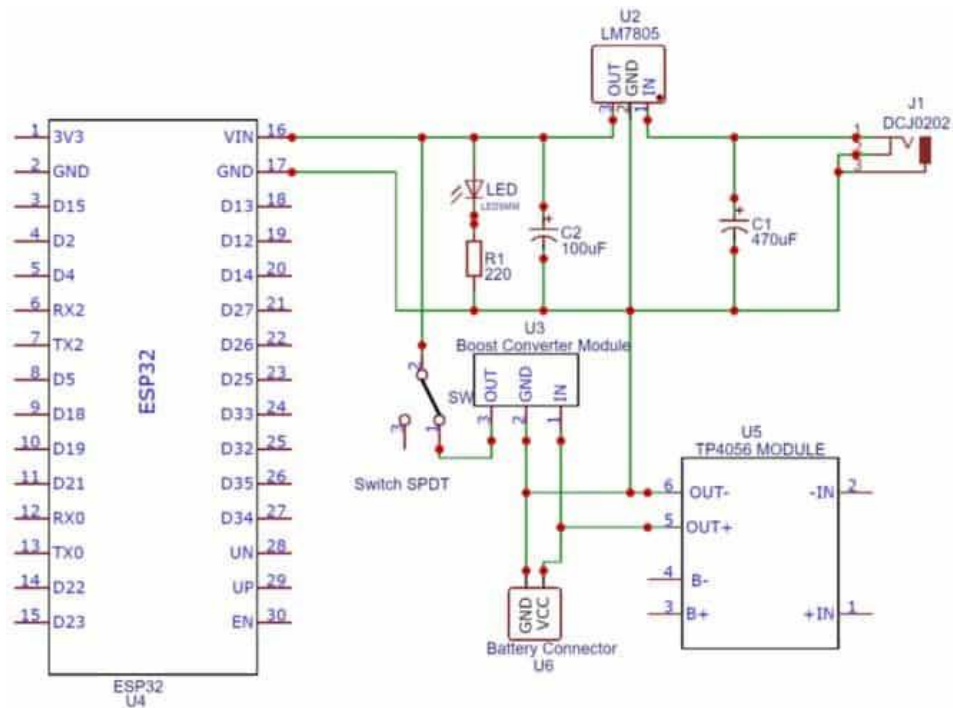 U2
LM7805
OUT
GND
IN
3
2
1
J1
DCJ0202
1
3
1 3V3
2 GND
3 D15
4 D2
5 D4
6 RX2
7 TX2
8 D5
9 D18
10 D19
11 D21
12 RX0
13 TX0
14 D22
15 D23
ESP32
VIN 16
GND 17
D13 18
D12 19
D14 20
D27 21
D26 22
D25 23
D33 24
D32 25
D35 26
D34 27
UN 28
UP 29
EN 30
ESP32
U4
LED
LED5MM
R1
220
+
C2
100uF
+
C1
470uF
U3
Boost Converter Module
OUT
GND
IN
3
2
1
2
SW
3
1
Switch SPDT
U5
TP4056 MODULE
6 OUT-
5 OUT+
4 B-
3 B+
-IN 2
+IN 1
GND
VCC
Battery Connector
U6